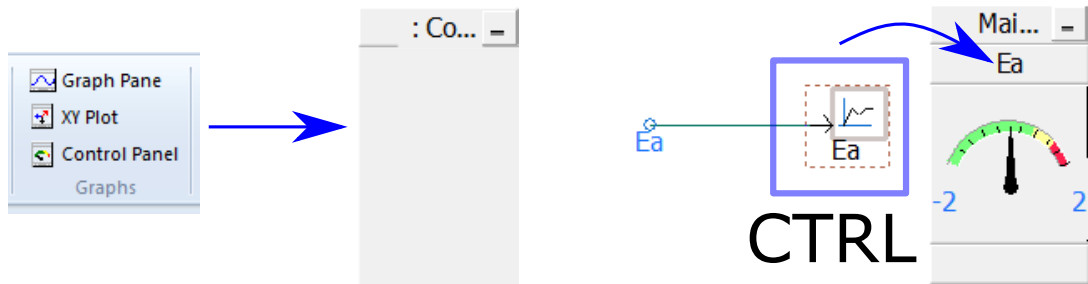 Graph Pane
XY Plot
Control Panel
Graphs
: Co...
Ea
Ea
CTRL
Mai...
Ea
-2
2